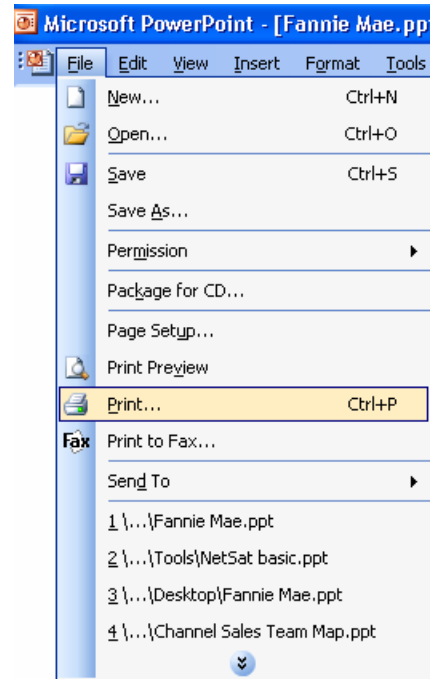 Microsoft PowerPoint - [Fannie Mae.pp
File Edit View Insert Format Tools
New... Ctrl+N
Open... Ctrl+O
Save Ctrl+S
Save As...
Permission
Package for CD...
Page Setup...
Print Preview
Print... Ctrl+P
Fax Print to Fax...
Send To
1 \...\Fannie Mae.ppt
2 \...\Tools\NetSat basic.ppt
3 \...\Desktop\Fannie Mae.ppt
4 \...\Channel Sales Team Map.ppt